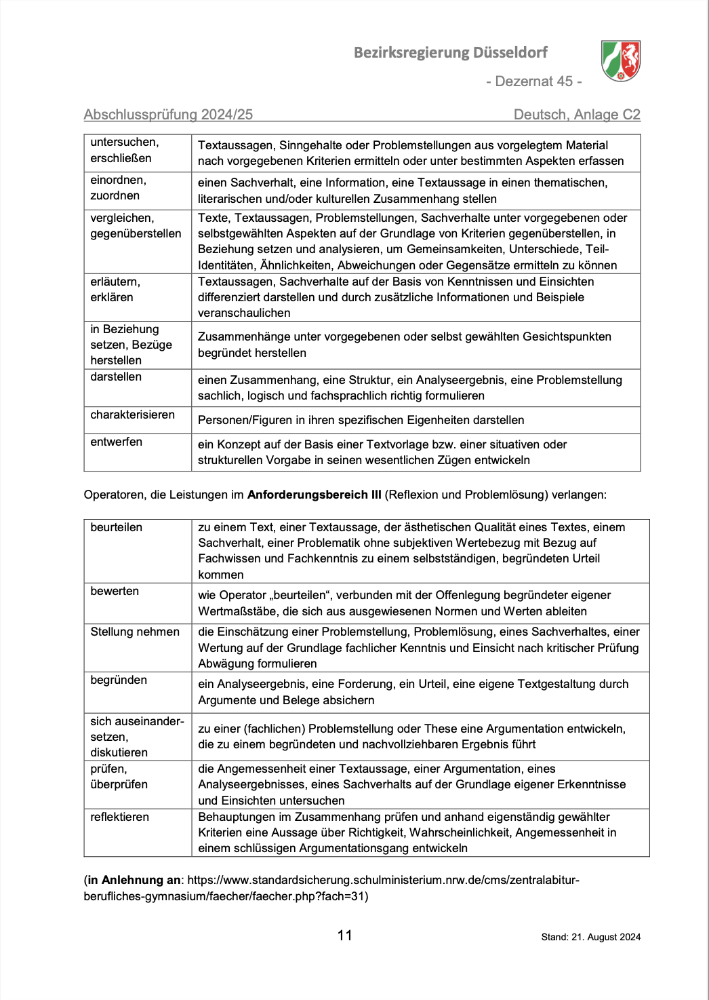 Bezirksregierung Düsseldorf
- Dezernat 45 -
Abschlussprüfung 2024/25 Deutsch, Anlage C2
untersuchen,
erschließen
Textaussagen, Sinngehalte oder Problemstellungen aus vorgelegtem Material
nach vorgegebenen Kriterien ermitteln oder unter bestimmten Aspekten erfassen
einordnen,
zuordnen
einen Sachverhalt, eine Information, eine Textaussage in einen thematischen,
literarischen und/oder kulturellen Zusammenhang stellen
vergleichen,
gegenüberstellen
Texte, Textaussagen, Problemstellungen, Sachverhalte unter vorgegebenen oder
selbstgewählten Aspekten auf der Grundlage von Kriterien gegenüberstellen, in
Beziehung setzen und analysieren, um Gemeinsamkeiten, Unterschiede, Teil-
Identitäten, Ähnlichkeiten, Abweichungen oder Gegensätze ermitteln zu können
erläutern,
erklären
Textaussagen, Sachverhalte auf der Basis von Kenntnissen und Einsichten
differenziert darstellen und durch zusätzliche Informationen und Beispiele
veranschaulichen
in Beziehung
setzen, Bezüge
herstellen
Zusammenhänge unter vorgegebenen oder selbst gewählten Gesichtspunkten
begründet herstellen
darstellen
einen Zusammenhang, eine Struktur, ein Analyseergebnis, eine Problemstellung
sachlich, logisch und fachsprachlich richtig formulieren
charakterisieren
Personen/Figuren in ihren spezifischen Eigenheiten darstellen
entwerfen
ein Konzept auf der Basis einer Textvorlage bzw. einer situativen oder
strukturellen Vorgabe in seinen wesentlichen Zügen entwickeln
Operatoren, die Leistungen im Anforderungsbereich III (Reflexion und Problemlösung) verlangen:
beurteilen
zu einem Text, einer Textaussage, der ästhetischen Qualität eines Textes, einem
Sachverhalt, einer Problematik ohne subjektiven Wertebezug mit Bezug auf
Fachwissen und Fachkenntnis zu einem selbstständigen, begründeten Urteil
kommen
bewerten
wie Operator „beurteilen“, verbunden mit der Offenlegung begründeter eigener
Wertmaßstäbe, die sich aus ausgewiesenen Normen und Werten ableiten
Stellung nehmen
die Einschätzung einer Problemstellung, Problemlösung, eines Sachverhaltes, einer
Wertung auf der Grundlage fachlicher Kenntnis und Einsicht nach kritischer Prüfung
Abwägung formulieren
begründen
ein Analyseergebnis, eine Forderung, ein Urteil, eine eigene Textgestaltung durch
Argumente und Belege absichern
sich auseinander-
setzen,
diskutieren
zu einer (fachlichen) Problemstellung oder These eine Argumentation entwickeln,
die zu einem begründeten und nachvollziehbaren Ergebnis führt
prüfen,
überprüfen
die Angemessenheit einer Textaussage, einer Argumentation, eines
Analyseergebnisses, eines Sachverhalts auf der Grundlage eigener Erkenntnisse
und Einsichten untersuchen
reflektieren
Behauptungen im Zusammenhang prüfen und anhand eigenständig gewählter
Kriterien eine Aussage über Richtigkeit, Wahrscheinlichkeit, Angemessenheit in
einem schlüssigen Argumentationsgang entwickeln
(in Anlehnung an: https://www.standardsicherung.schulministerium.nrw.de/cms/zentralabitur-
berufliches-gymnasium/faecher/faecher.php?fach=31)
11
Stand: 21. August 2024